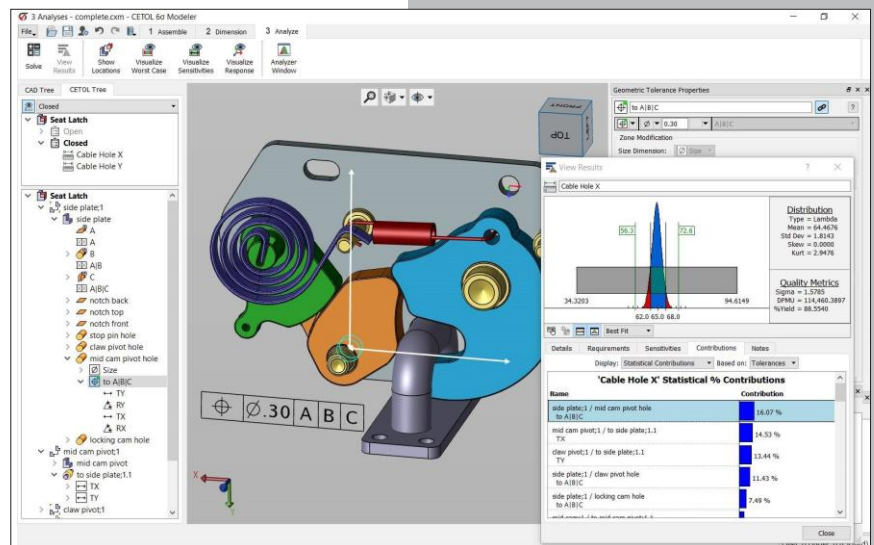 3 Analyses - complete.cxm - CETOL 6σ Modeler
File
1 Assemble
2 Dimension
3 Analyze
Solve
View Results
Show Locations
Visualize Worst Case
Visualize Sensitivities
Visualize Response
Analyzer Window
CAD Tree
CETOL Tree
Closed
Seat Latch
Open
Closed
Cable Hole X
Cable Hole Y
Seat Latch
side plate;1
side plate
A
A
B
A|B
C
A|B|C
notch back
notch top
notch front
stop pin hole
claw pivot hole
mid cam pivot hole
Size
to A|B|C
TY
RY
TX
RX
locking cam hole
mid cam pivot;1
mid cam pivot
to side plate;1.1
TX
TY
claw pivot;1
FRONT
TOP
LEFT
Ø.30 A B C
X
Y
Geometric Tolerance Properties
to A|B|C
?
Ø
0.30
A|B|C
Zone Modification
Size Dimension:
Ø Size
View Results
?
Cable Hole X
56.3
72.6
34.3203
94.6149
62.0 65.0 68.0
Distribution
Type = Lambda
Mean = 64.4676
Std Dev = 1.8143
Skew = 0.0000
Kurt = 2.9476
Quality Metrics
Sigma = 1.5785
DPMU = 114,460.3897
%Yield = 88.5540
Best Fit
Details
Requirements
Sensitivities
Contributions
Notes
Display: Statistical Contributions
Based on: Tolerances
'Cable Hole X' Statistical % Contributions
Name
Contribution
side plate;1 / mid cam pivot hole
to A|B|C
16.07 %
mid cam pivot;1 / to side plate;1.1
TX
14.53 %
claw pivot;1 / to side plate;1.1
TY
13.44 %
side plate;1 / claw pivot hole
to A|B|C
11.43 %
side plate;1 / locking cam hole
to A|B|C
7.49 %
Close